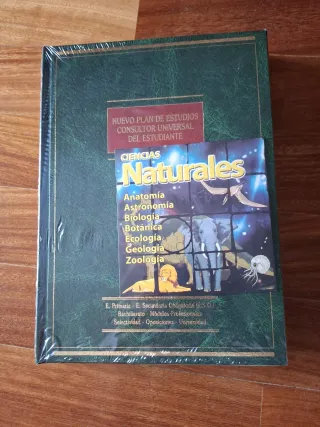 NUEVO PLAN DE ESTUDIOS
CONSULTOR UNIVERSAL
DEL ESTUDIANTE
CIENCIAS
Naturales
Anatomía
Astronomía
Biología
Botánica
Ecología
Geología
Zoología
E. Primaria - E. Secundaria Obligatoria (E.S.O.)
Bachillerato - Módulos Profesionales
Selectividad - Oposiciones - Universidad